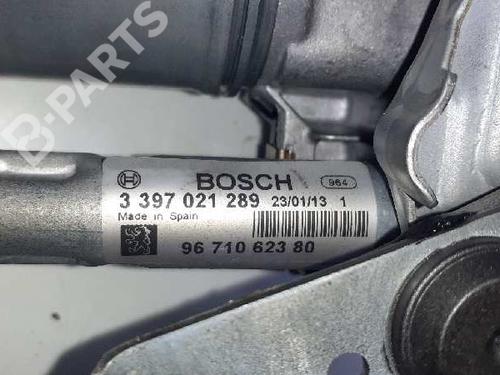 B-PARTS
BOSCH 964
3 397 021 289 23/01/13 1
Made in Spain
96 710 623 80